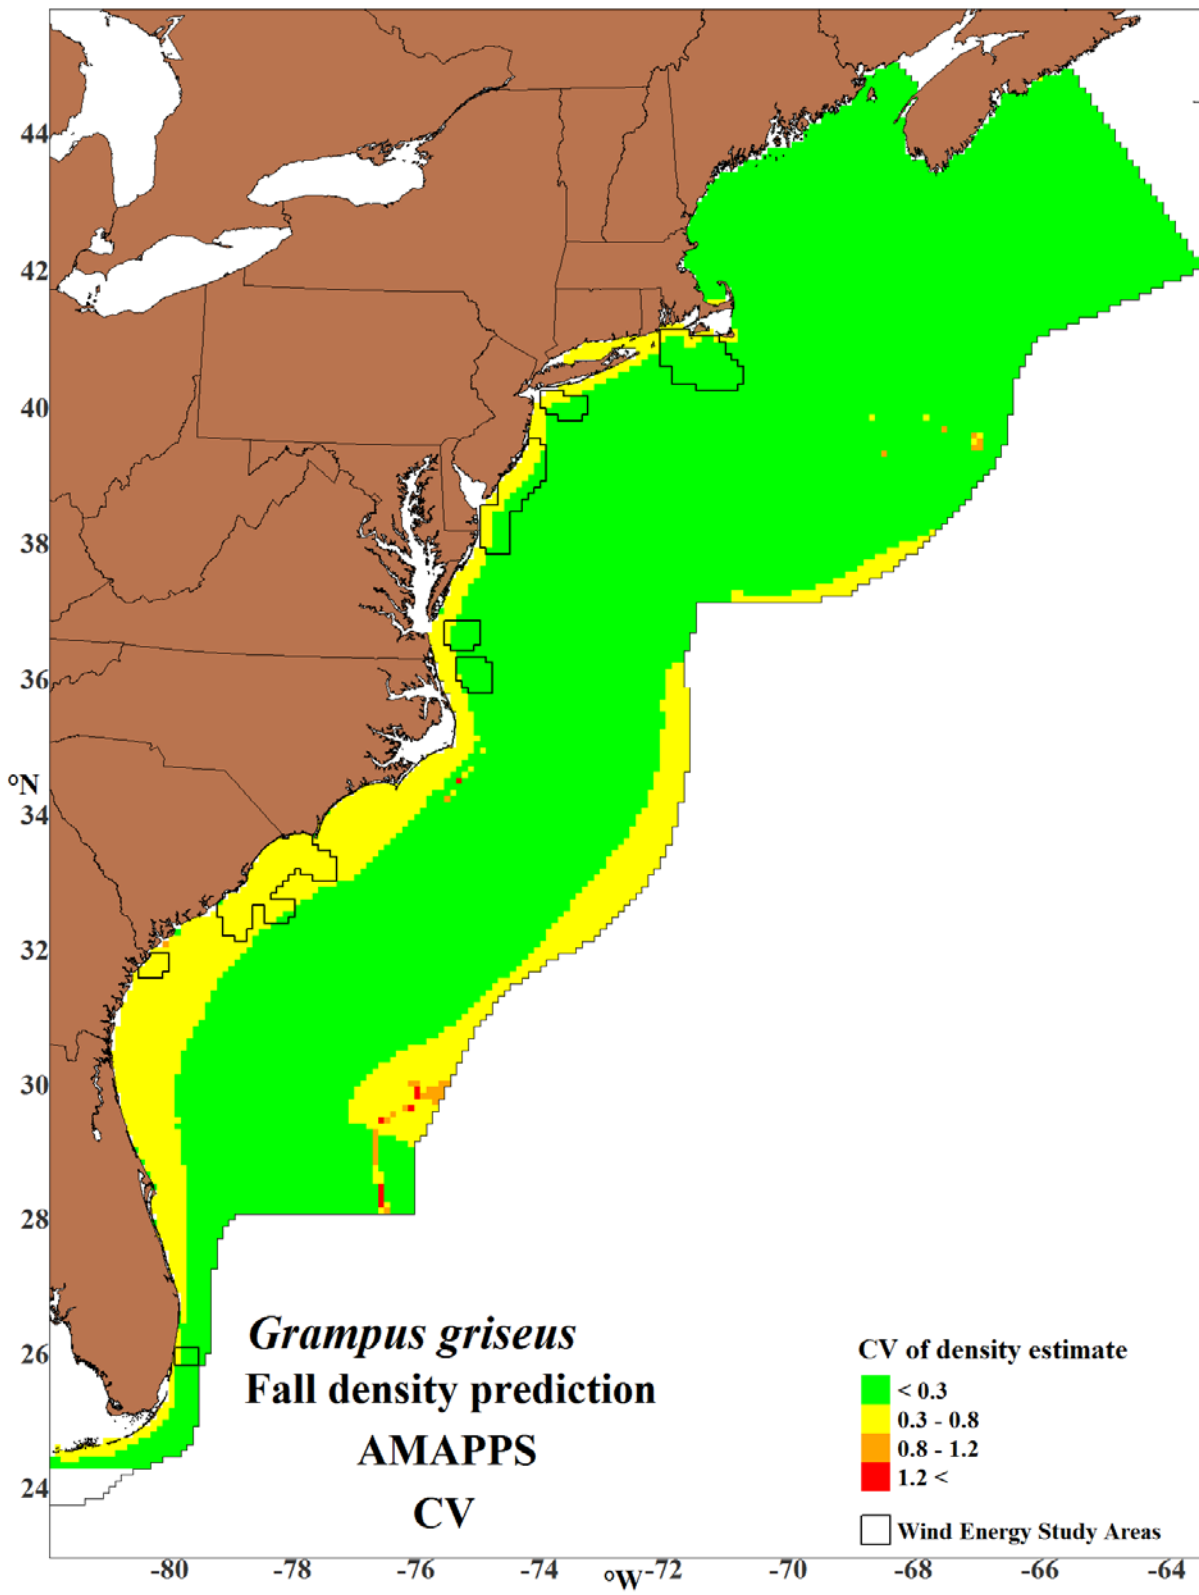 44
42
40
38
36
°N
34
32
30
28
26
24
Grampus griseus
Fall density prediction
AMAPPS
CV
CV of density estimate
< 0.3
0.3 - 0.8
0.8 - 1.2
1.2 <
Wind Energy Study Areas
-80 -78 -76 -74 °W -72 -70 -68 -66 -64